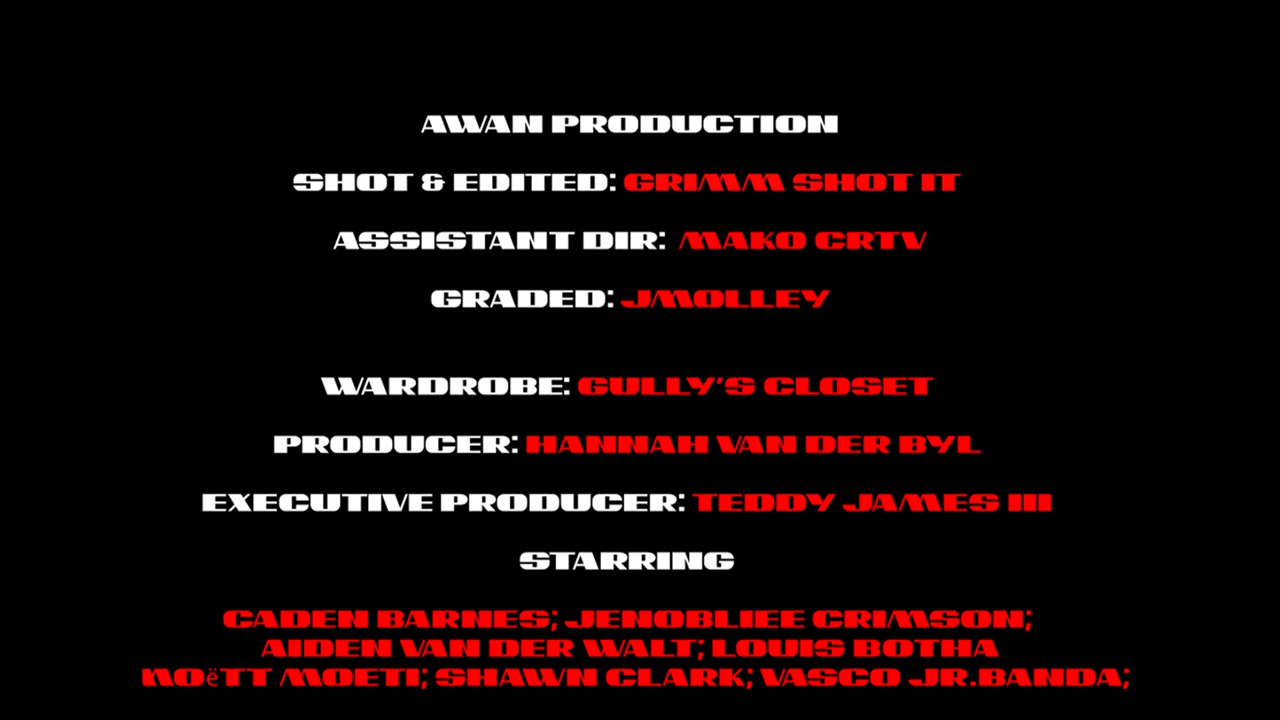 AWAN PRODUCTION
SHOT & EDITED: GRIMM SHOT IT
ASSISTANT DIR: MAKO CRTV
GRADED: JMOLLEY
WARDROBE: GULLY'S CLOSET
PRODUCER: HANNAH VAN DER BYL
EXECUTIVE PRODUCER: TEDDY JAMES III
STARRING
CADEN BARNES; JENOBLIEE CRIMSON;
AIDEN VAN DER WALT; LOUIS BOTHA
MOëTT MOETI; SHAWN CLARK; VASCO JR.BANDA;